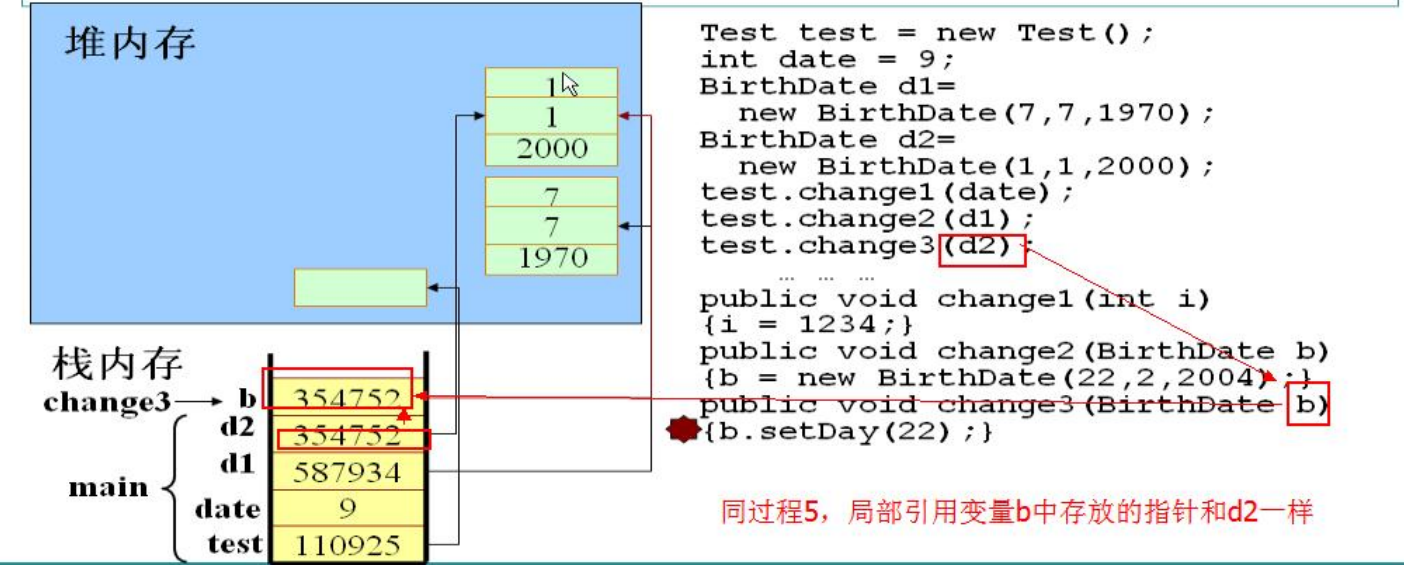 堆内存
1
1
2000
7
7
1970
栈内存
change3
b
354752
d2
354752
d1
587934
main
date
9
test
110925
Test test = new Test();
int date = 9;
BirthDate d1=
new BirthDate(7,7,1970);
BirthDate d2=
new BirthDate(1,1,2000);
test.change1(date);
test.change2(d1);
test.change3(d2);
… … …
public void change1(int i)
{i = 1234;}
public void change2(BirthDate b)
{b = new BirthDate(22,2,2004);}
public void change3(BirthDate b)
{b.setDay(22);}
同过程5，局部引用变量b中存放的指针和d2一样